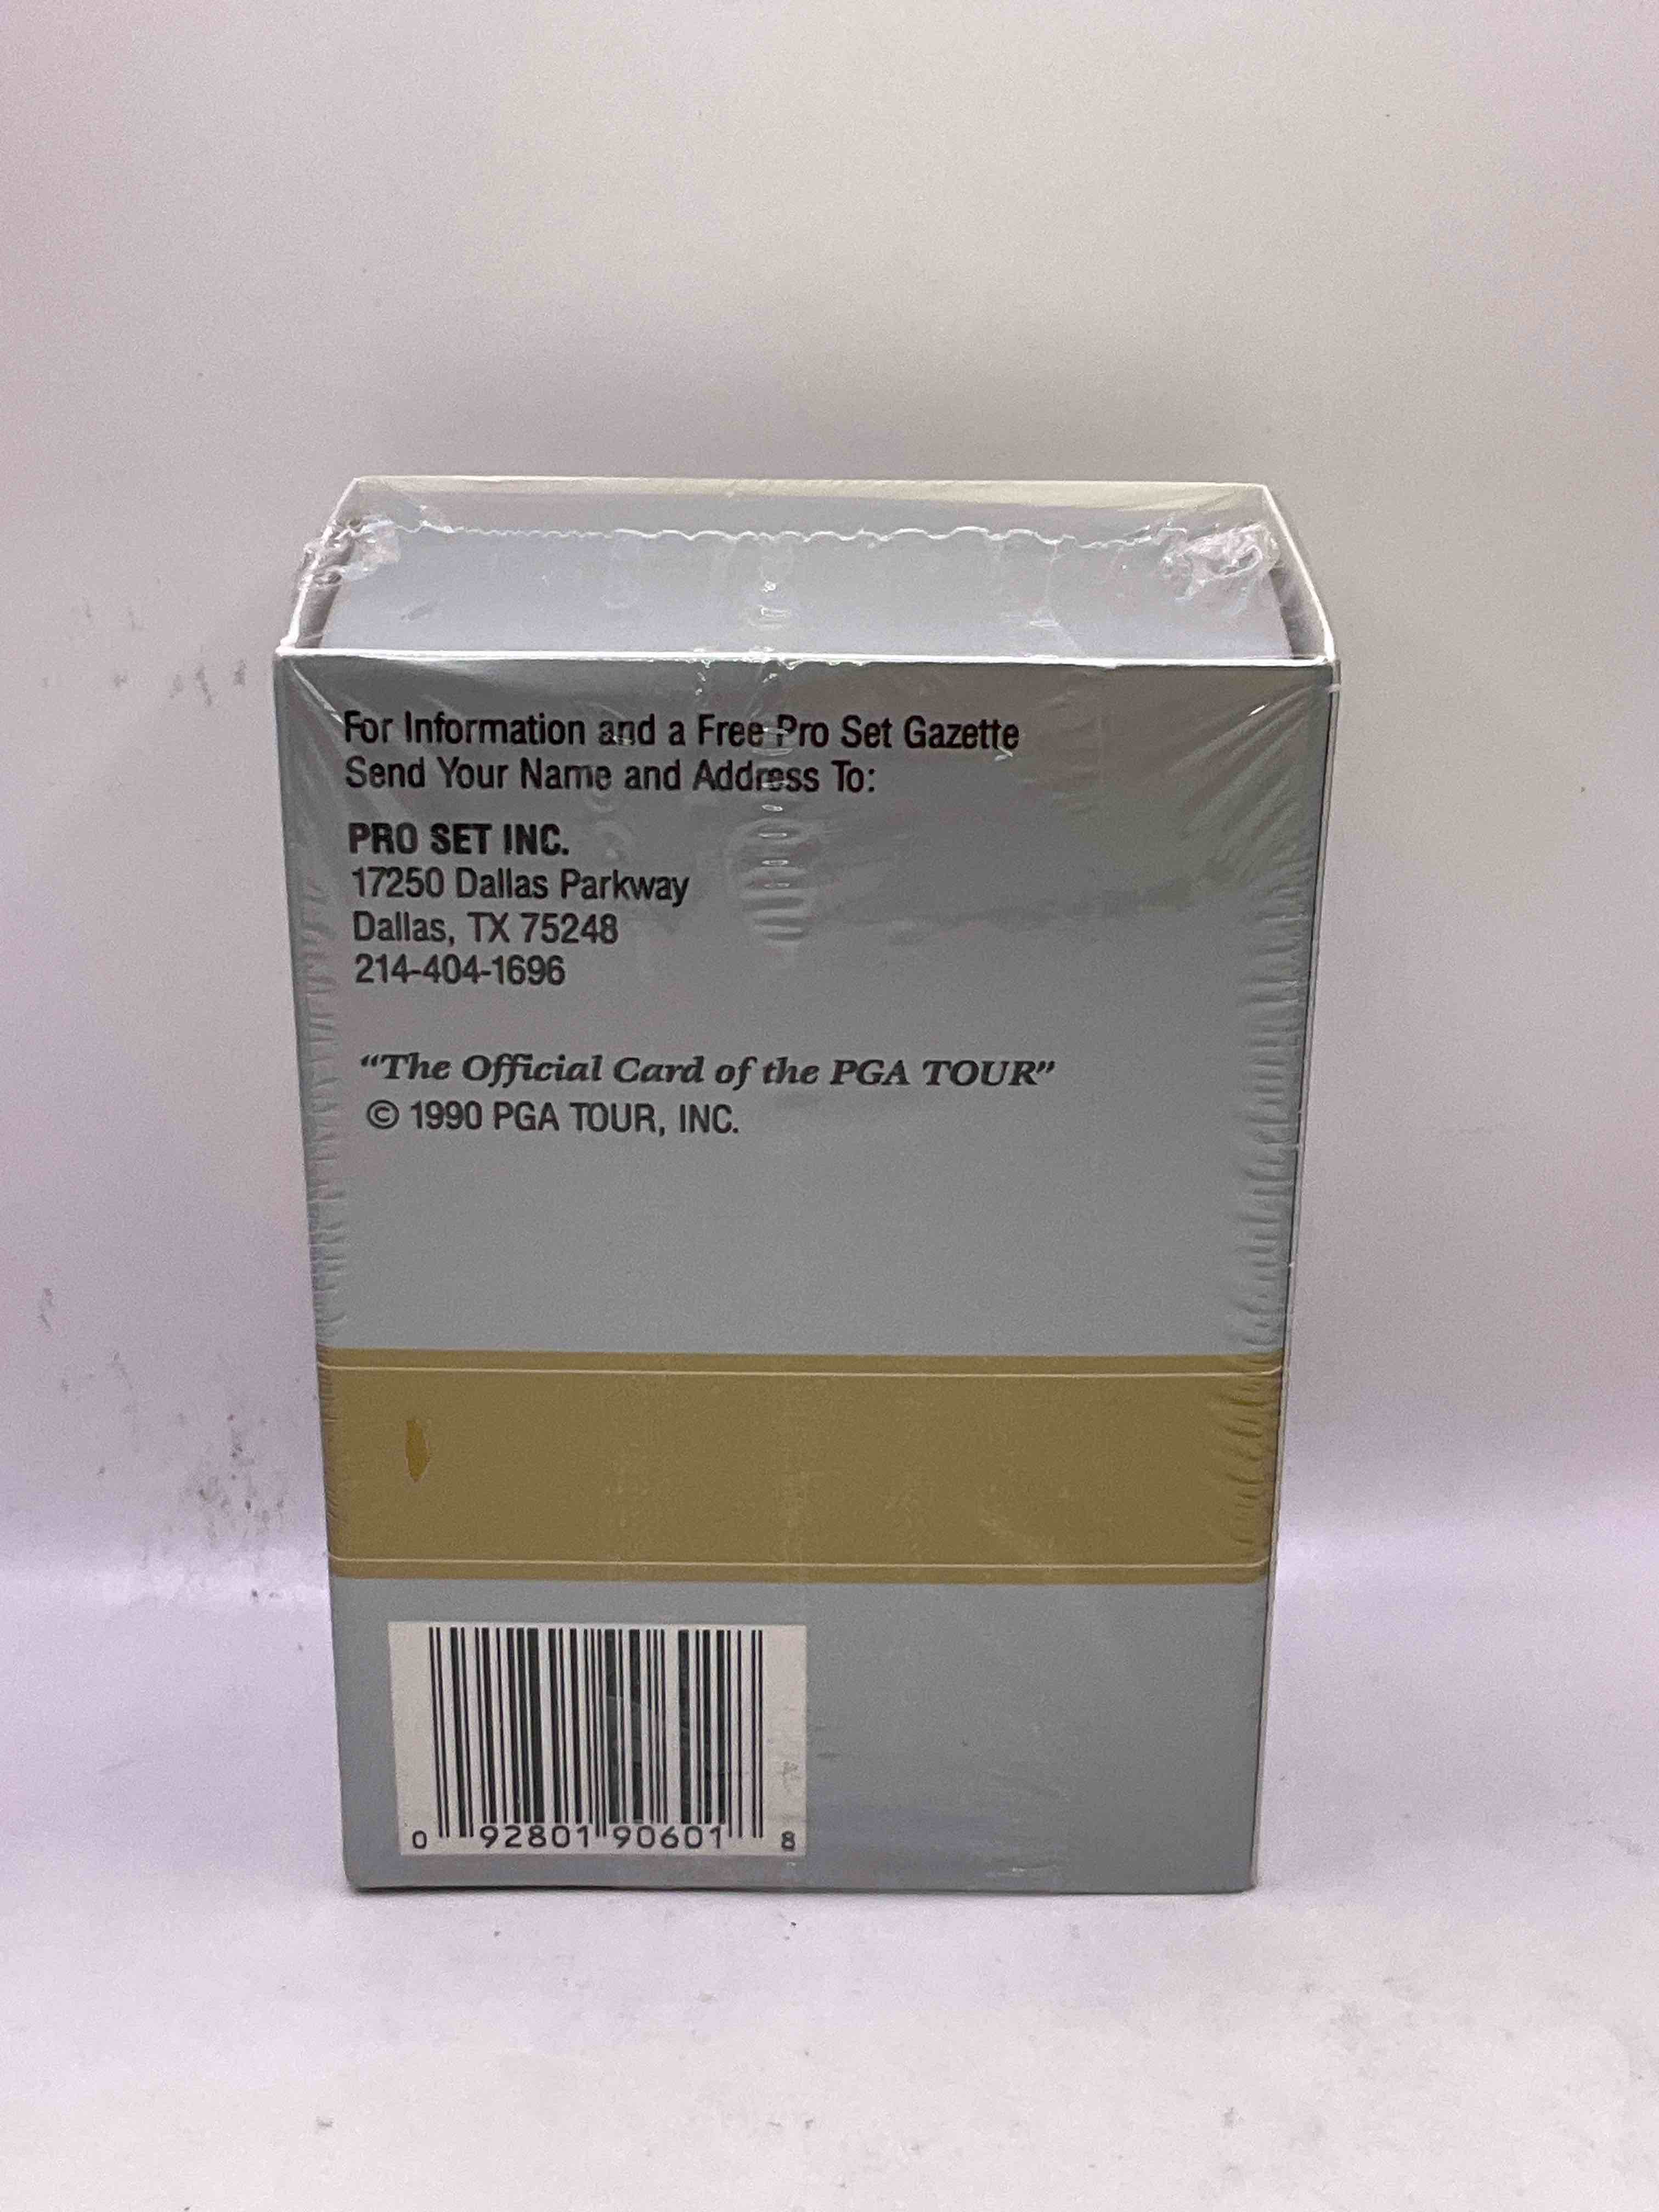 For Information and a Free Pro Set Gazette
Send Your Name and Address To:
PRO SET INC.
17250 Dallas Parkway
Dallas, TX 75248
214-404-1696
“The Official Card of the PGA TOUR”
© 1990 PGA TOUR, INC.
0 92801 90601 8